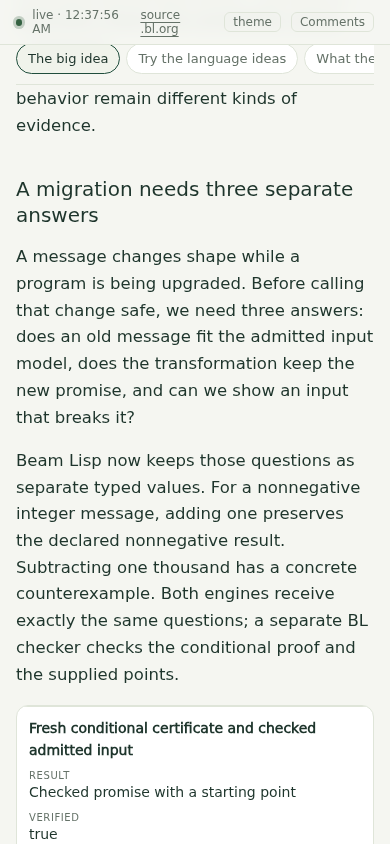 live · 12:37:56 AM
source.bl.org
theme
Comments
The big idea
Try the language ideas
What the
behavior remain different kinds of
evidence.
A migration needs three separate
answers
A message changes shape while a
program is being upgraded. Before calling
that change safe, we need three answers:
does an old message fit the admitted input
model, does the transformation keep the
new promise, and can we show an input
that breaks it?
Beam Lisp now keeps those questions as
separate typed values. For a nonnegative
integer message, adding one preserves
the declared nonnegative result.
Subtracting one thousand has a concrete
counterexample. Both engines receive
exactly the same questions; a separate BL
checker checks the conditional proof and
the supplied points.
Fresh conditional certificate and checked
admitted input
RESULT
Checked promise with a starting point
VERIFIED
true